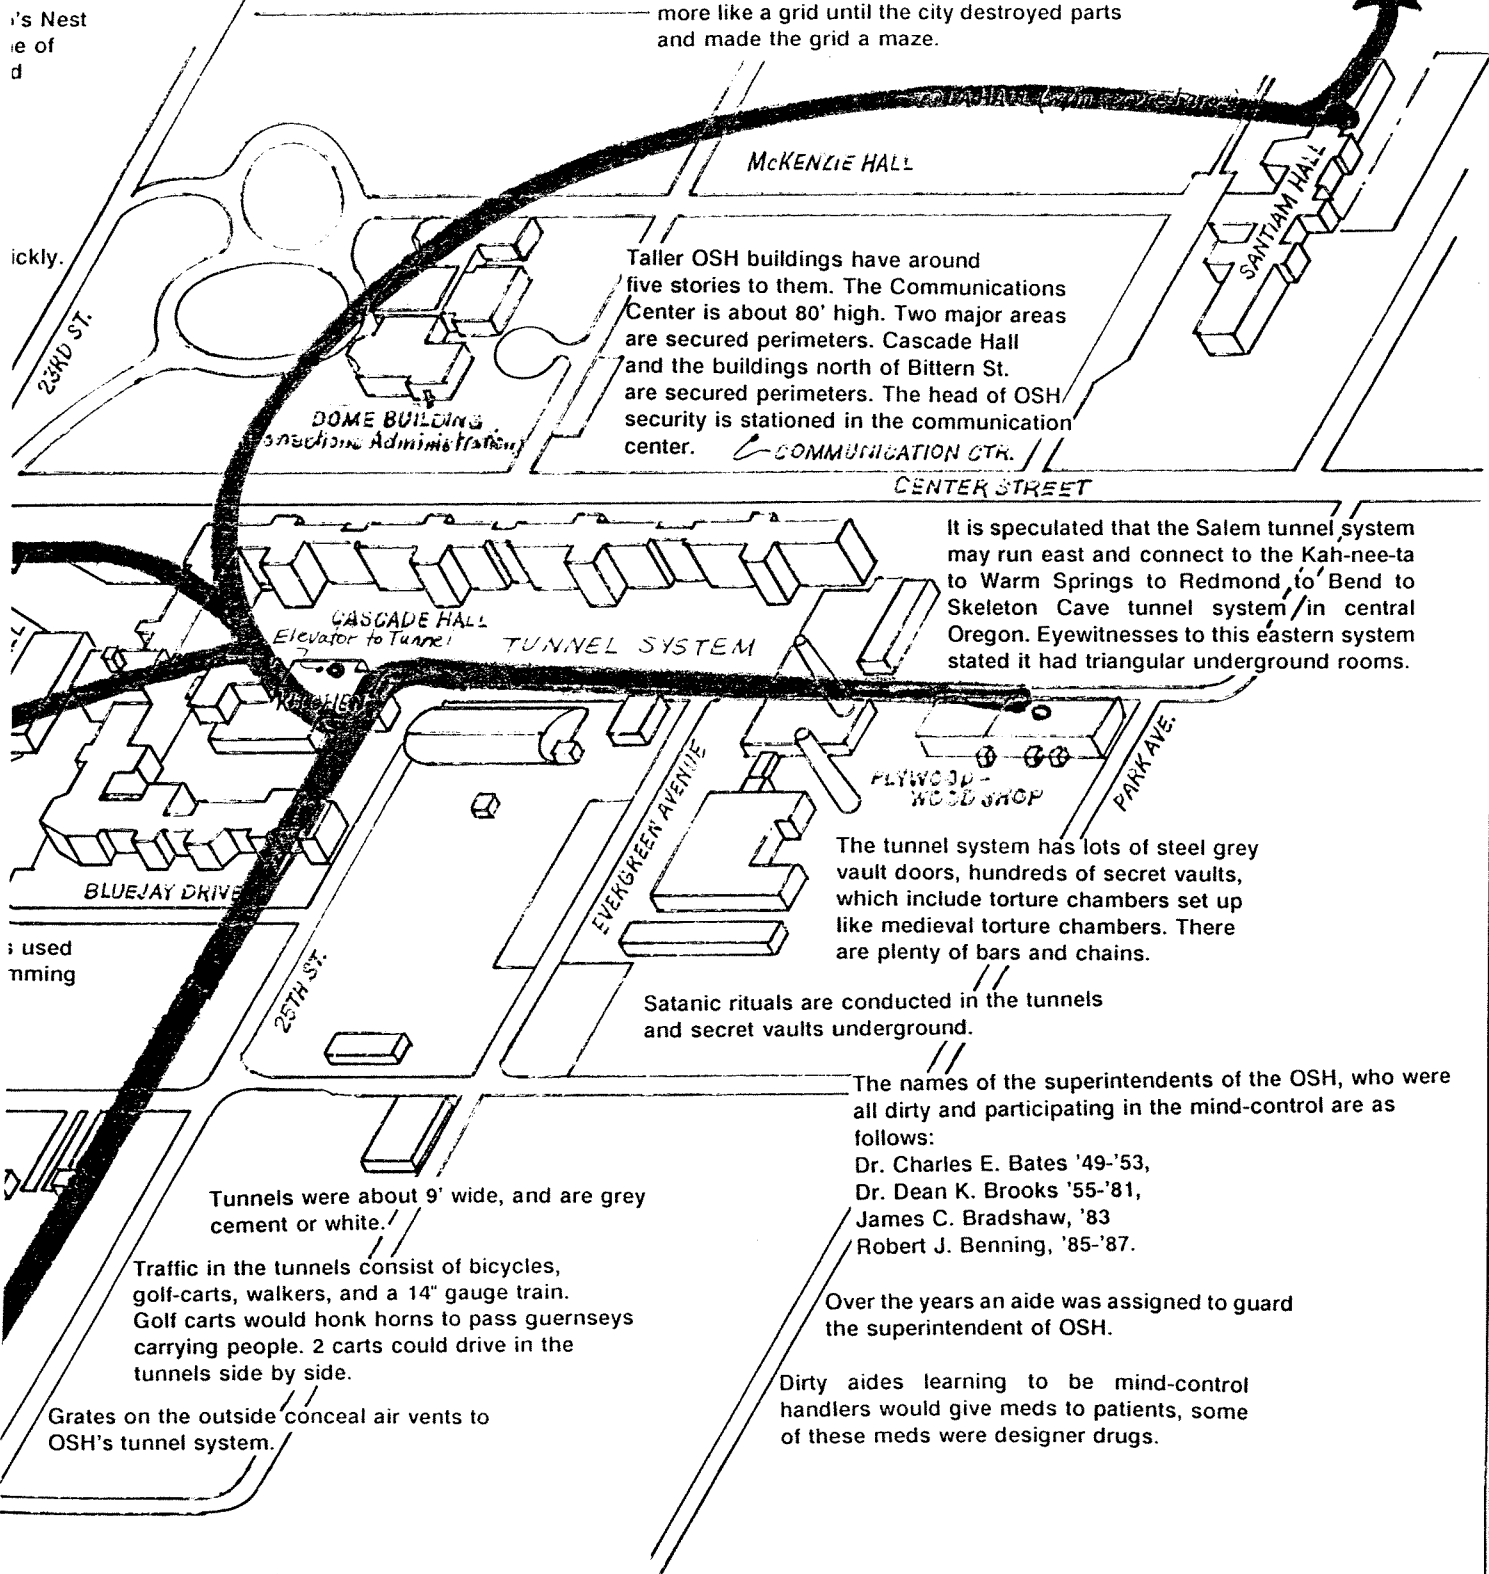 's Nest
e of
d
more like a grid until the city destroyed parts
and made the grid a maze.
HALL
McKENZIE HALL
SANTIAM HALL
ickly.
23RD ST.
Taller OSH buildings have around
five stories to them. The Communications
Center is about 80' high. Two major areas
are secured perimeters. Cascade Hall
and the buildings north of Bittern St.
are secured perimeters. The head of OSH
security is stationed in the communication
center.
COMMUNICATION CTR.
DOME BUILDING
Administration)
CENTER STREET
It is speculated that the Salem tunnel system
may run east and connect to the Kah-nee-ta
to Warm Springs to Redmond to Bend to
Skeleton Cave tunnel system in central
Oregon. Eyewitnesses to this eastern system
stated it had triangular underground rooms.
CASCADE HALL
Elevator to Tunnel
TUNNEL SYSTEM
KITCHEN
PLYWOOD -
WOOD SHOP
PARK AVE.
EVERGREEN AVENUE
The tunnel system has lots of steel grey
vault doors, hundreds of secret vaults,
which include torture chambers set up
like medieval torture chambers. There
are plenty of bars and chains.
BLUEJAY DRIVE
s used
mming
25TH ST.
Satanic rituals are conducted in the tunnels
and secret vaults underground.
The names of the superintendents of the OSH, who were
all dirty and participating in the mind-control are as
follows:
Dr. Charles E. Bates '49-'53,
Dr. Dean K. Brooks '55-'81,
James C. Bradshaw, '83
Robert J. Benning, '85-'87.
Tunnels were about 9' wide, and are grey
cement or white.
Traffic in the tunnels consist of bicycles,
golf-carts, walkers, and a 14" gauge train.
Golf carts would honk horns to pass guernseys
carrying people. 2 carts could drive in the
tunnels side by side.
Over the years an aide was assigned to guard
the superintendent of OSH.
Dirty aides learning to be mind-control
handlers would give meds to patients, some
of these meds were designer drugs.
Grates on the outside conceal air vents to
OSH's tunnel system.